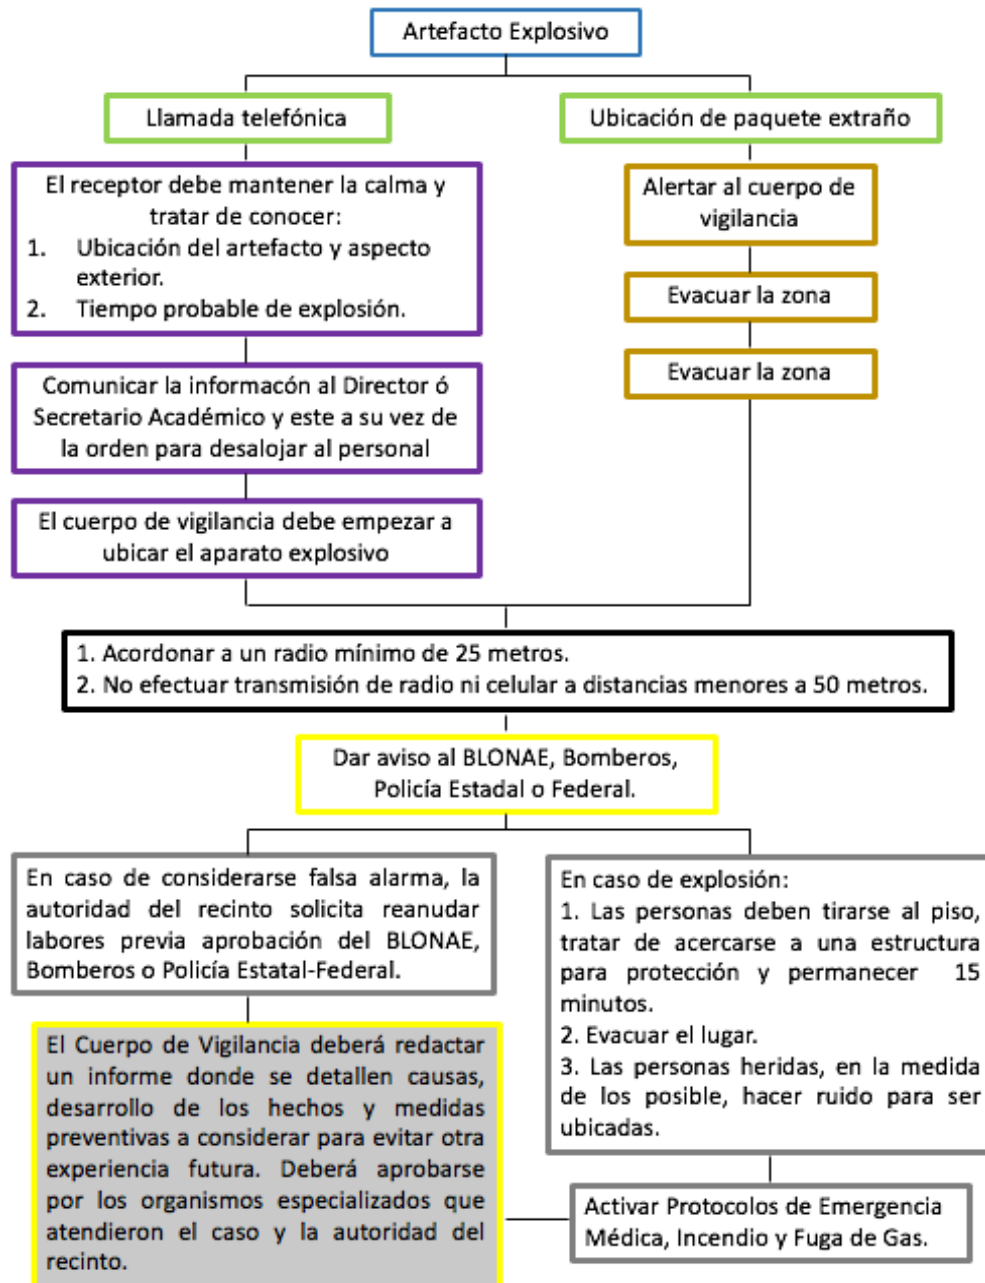 Artefacto Explosivo
Llamada telefónica
Ubicación de paquete extraño
El receptor debe mantener la calma y
tratar de conocer:
1. Ubicación del artefacto y aspecto
exterior.
2. Tiempo probable de explosión.
Alertar al cuerpo de
vigilancia
Evacuar la zona
Evacuar la zona
Comunicar la informacón al Director ó
Secretario Académico y este a su vez de
la orden para desalojar al personal
El cuerpo de vigilancia debe empezar a
ubicar el aparato explosivo
1. Acordonar a un radio mínimo de 25 metros.
2. No efectuar transmisión de radio ni celular a distancias menores a 50 metros.
Dar aviso al BLONAE, Bomberos,
Policía Estadal o Federal.
En caso de considerarse falsa alarma, la
autoridad del recinto solicita reanudar
labores previa aprobación del BLONAE,
Bomberos o Policía Estatal-Federal.
En caso de explosión:
1. Las personas deben tirarse al piso,
tratar de acercarse a una estructura
para protección y permanecer 15
minutos.
2. Evacuar el lugar.
3. Las personas heridas, en la medida
de los posible, hacer ruido para ser
ubicadas.
El Cuerpo de Vigilancia deberá redactar
un informe donde se detallen causas,
desarrollo de los hechos y medidas
preventivas a considerar para evitar otra
experiencia futura. Deberá aprobarse
por los organismos especializados que
atendieron el caso y la autoridad del
recinto.
Activar Protocolos de Emergencia
Médica, Incendio y Fuga de Gas.